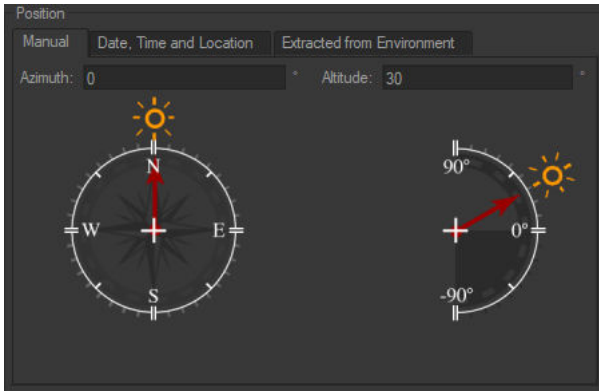 Position
Manual Date, Time and Location Extracted from Environment
Azimuth: 0 ° Altitude: 30 °
N
90°
W E 0°
S
-90°